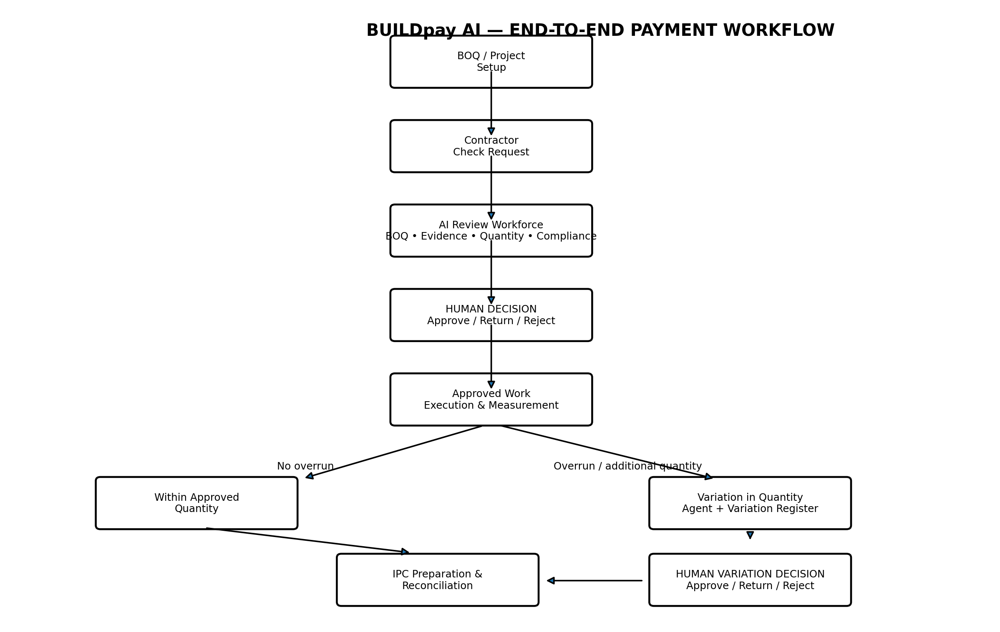 BUILDpay AI — END-TO-END PAYMENT WORKFLOW
BOQ / Project
Setup
Contractor
Check Request
AI Review Workforce
BOQ • Evidence • Quantity • Compliance
HUMAN DECISION
Approve / Return / Reject
Approved Work
Execution & Measurement
No overrun
Overrun / additional quantity
Within Approved
Quantity
Variation in Quantity
Agent + Variation Register
IPC Preparation &
Reconciliation
HUMAN VARIATION DECISION
Approve / Return / Reject